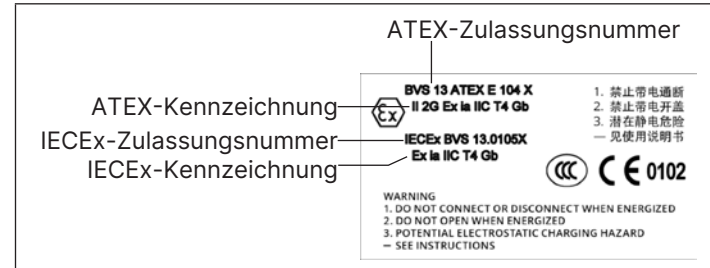 ATEX-Zulassungsnummer
ATEX-Kennzeichnung
IECEx-Zulassungsnummer
IECEx-Kennzeichnung
BVS 13 ATEX E 104 X
Ex II 2G Ex ia IIC T4 Gb
IECEx BVS 13.0105X
Ex ia IIC T4 Gb
1. 禁止带电通断
2. 禁止带电开盖
3. 潜在静电危险
— 见使用说明书
CCC CE 0102
WARNING
1. DO NOT CONNECT OR DISCONNECT WHEN ENERGIZED
2. DO NOT OPEN WHEN ENERGIZED
3. POTENTIAL ELECTROSTATIC CHARGING HAZARD
— SEE INSTRUCTIONS